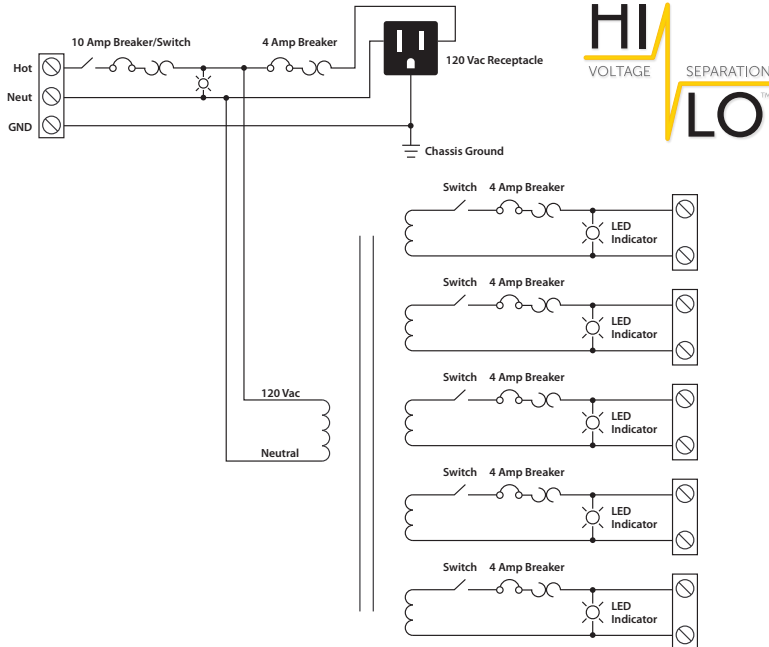 HI
VOLTAGE SEPARATION
LO™
10 Amp Breaker/Switch
4 Amp Breaker
120 Vac Receptacle
Hot
Neut
GND
Chassis Ground
Switch 4 Amp Breaker
LED
Indicator
Switch 4 Amp Breaker
LED
Indicator
120 Vac
Neutral
Switch 4 Amp Breaker
LED
Indicator
Switch 4 Amp Breaker
LED
Indicator
Switch 4 Amp Breaker
LED
Indicator